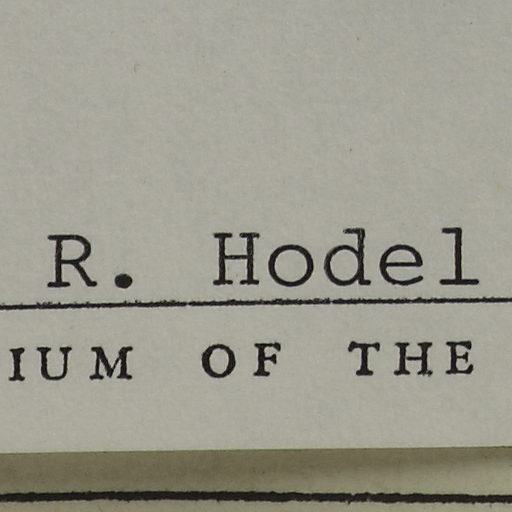 R. Hodel
IUM OF THE